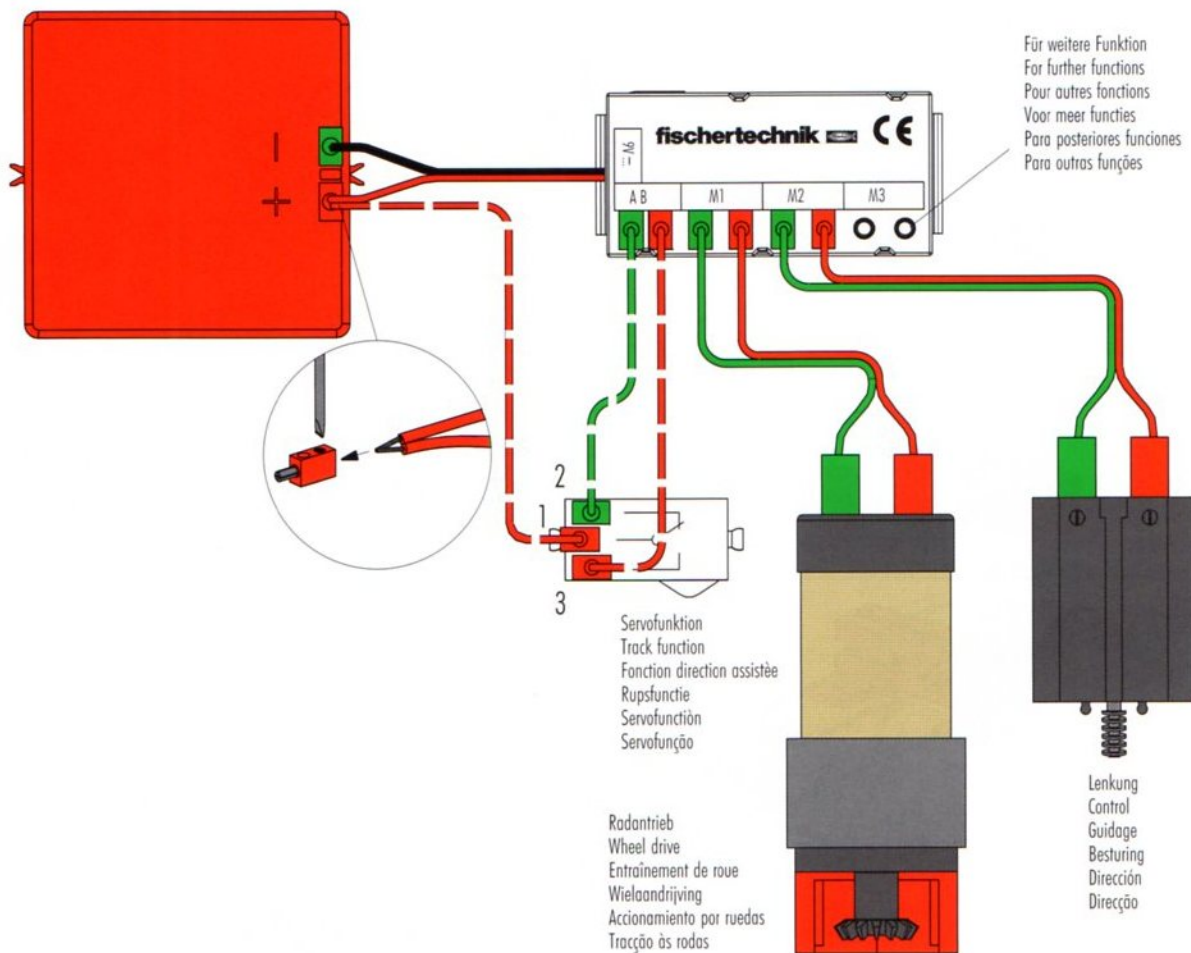 Für weitere Funktion
For further functions
Pour autres fonctions
Voor meer functies
Para posteriores funciones
Para outras funções
fischertechnik CE
9V
A B M1 M2 M3
−
+
2
1
3
Servofunktion
Track function
Fonction direction assistèe
Rupsfunctie
Servofunctiòn
Servofunção
Radantrieb
Wheel drive
Entraînement de roue
Wielaandrijving
Accionamiento por ruedas
Tracção às rodas
Lenkung
Control
Guidage
Besturing
Dirección
Direcção